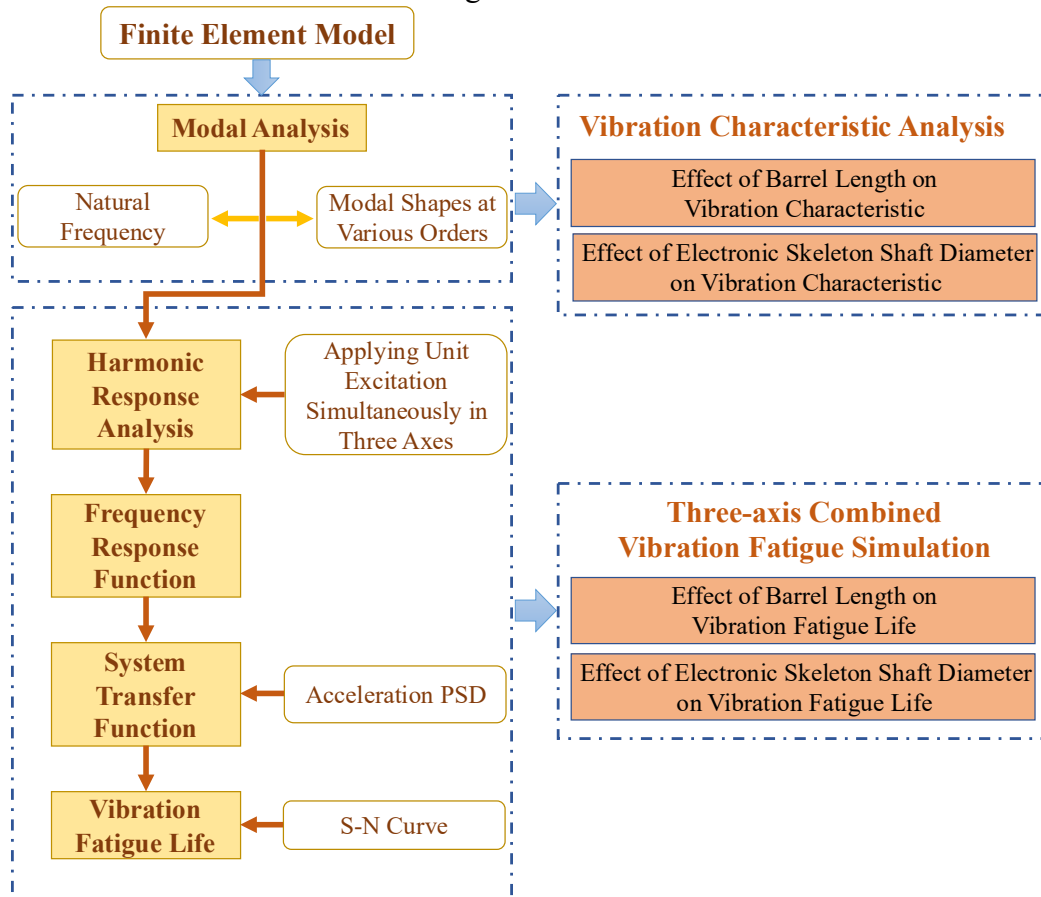 Finite Element Model
Modal Analysis
Natural
Frequency
Modal Shapes at
Various Orders
Vibration Characteristic Analysis
Effect of Barrel Length on
Vibration Characteristic
Effect of Electronic Skeleton Shaft Diameter
on Vibration Characteristic
Harmonic
Response
Analysis
Applying Unit
Excitation
Simultaneously in
Three Axes
Frequency
Response
Function
System
Transfer
Function
Acceleration PSD
Vibration
Fatigue Life
S-N Curve
Three-axis Combined
Vibration Fatigue Simulation
Effect of Barrel Length on
Vibration Fatigue Life
Effect of Electronic Skeleton Shaft Diameter
on Vibration Fatigue Life